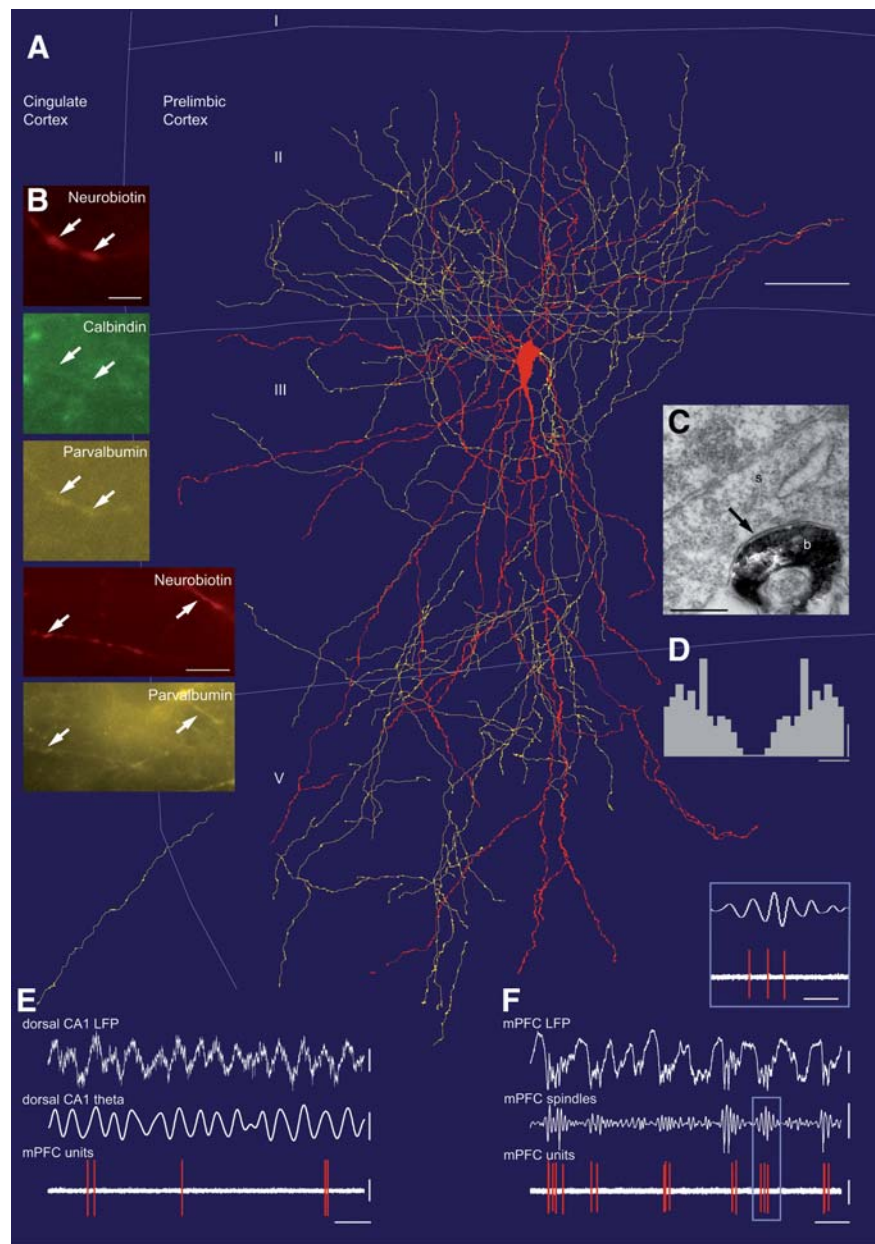 A
I
Cingulate
Cortex
Prelimbic
Cortex
II
B
Neurobiotin
Calbindin
III
Parvalbumin
C
s
b
Neurobiotin
D
Parvalbumin
V
E
dorsal CA1 LFP
dorsal CA1 theta
mPFC units
F
mPFC LFP
mPFC spindles
mPFC units